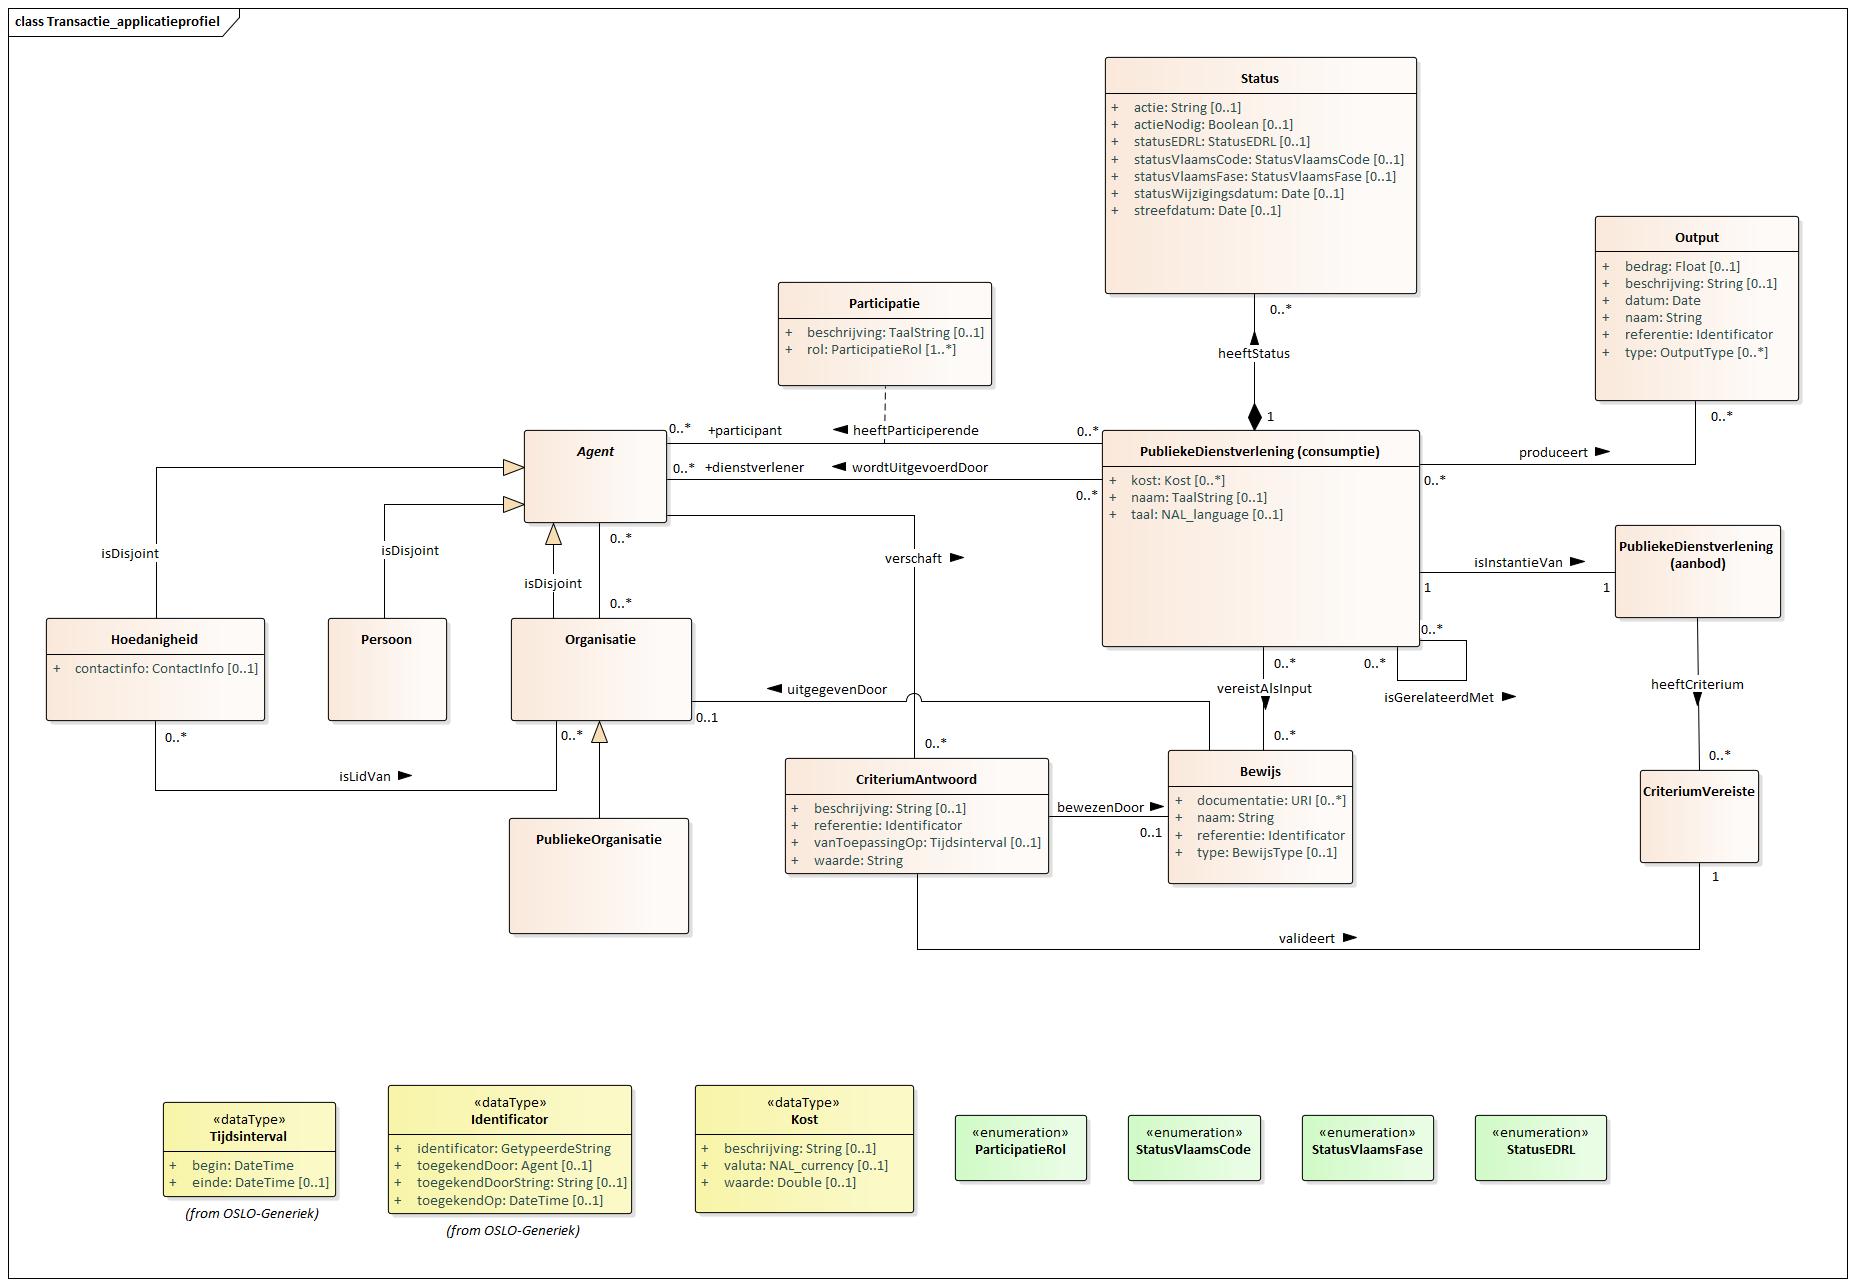 class Transactie_applicatieprofiel
Status
+ actie: String [0..1]
+ actieNodig: Boolean [0..1]
+ statusEDRL: StatusEDRL [0..1]
+ statusVlaamsCode: StatusVlaamsCode [0..1]
+ statusVlaamsFase: StatusVlaamsFase [0..1]
+ statusWijzigingsdatum: Date [0..1]
+ streefdatum: Date [0..1]
Output
+ bedrag: Float [0..1]
+ beschrijving: String [0..1]
+ datum: Date
+ naam: String
+ referentie: Identificator
+ type: OutputType [0..*]
Participatie
+ beschrijving: TaalString [0..1]
+ rol: ParticipatieRol [1..*]
0..*
heeftStatus
1
0..*
0..* +participant heeftParticiperende 0..*
Agent
0..* +dienstverlener wordtUitgevoerdDoor
0..*
PubliekeDienstverlening (consumptie)
+ kost: Kost [0..*]
+ naam: TaalString [0..1]
+ taal: NAL_language [0..1]
produceert
0..*
isDisjoint
isDisjoint
isDisjoint
0..*
0..*
verschaft
isInstantieVan
1
1
PubliekeDienstverlening
(aanbod)
Hoedanigheid
+ contactinfo: ContactInfo [0..1]
Persoon
Organisatie
0..*
0..*
isGerelateerdMet
0..*
vereistAlsInput
0..*
uitgegevenDoor
0..1
heeftCriterium
0..*
0..*
0..*
isLidVan
0..*
PubliekeOrganisatie
CriteriumAntwoord
+ beschrijving: String [0..1]
+ referentie: Identificator
+ vanToepassingOp: Tijdsinterval [0..1]
+ waarde: String
bewezenDoor
0..1
Bewijs
+ documentatie: URI [0..*]
+ naam: String
+ referentie: Identificator
+ type: BewijsType [0..1]
CriteriumVereiste
1
valideert
«dataType»
Tijdsinterval
+ begin: DateTime
+ einde: DateTime [0..1]
(from OSLO-Generiek)
«dataType»
Identificator
+ identificator: GetypeerdeString
+ toegekendDoor: Agent [0..1]
+ toegekendDoorString: String [0..1]
+ toegekendOp: DateTime [0..1]
(from OSLO-Generiek)
«dataType»
Kost
+ beschrijving: String [0..1]
+ valuta: NAL_currency [0..1]
+ waarde: Double [0..1]
«enumeration»
ParticipatieRol
«enumeration»
StatusVlaamsCode
«enumeration»
StatusVlaamsFase
«enumeration»
StatusEDRL